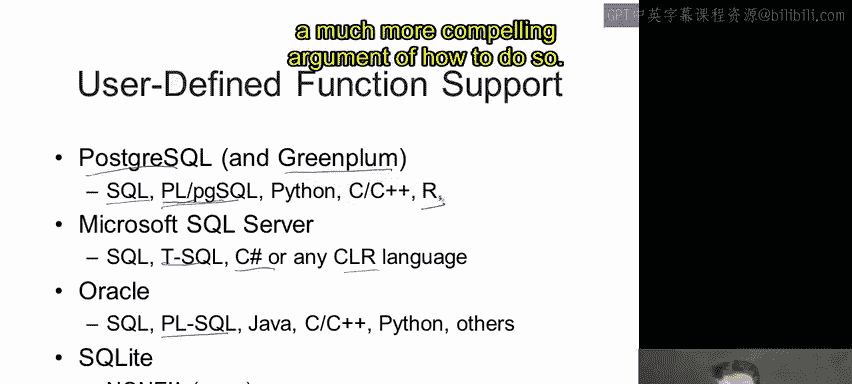 GPT中英字幕课程资源@bilibili.com
a much more compelling
argument of how to do so.
User-Defined Function Support
• PostgreSQL (and Greenplum)
– SQL, PL/pgSQL, Python, C/C++, R,
• Microsoft SQL Server
– SQL, T-SQL, C# or any CLR language
• Oracle
– SQL, PL-SQL, Java, C/C++, Python, others
• SQLite